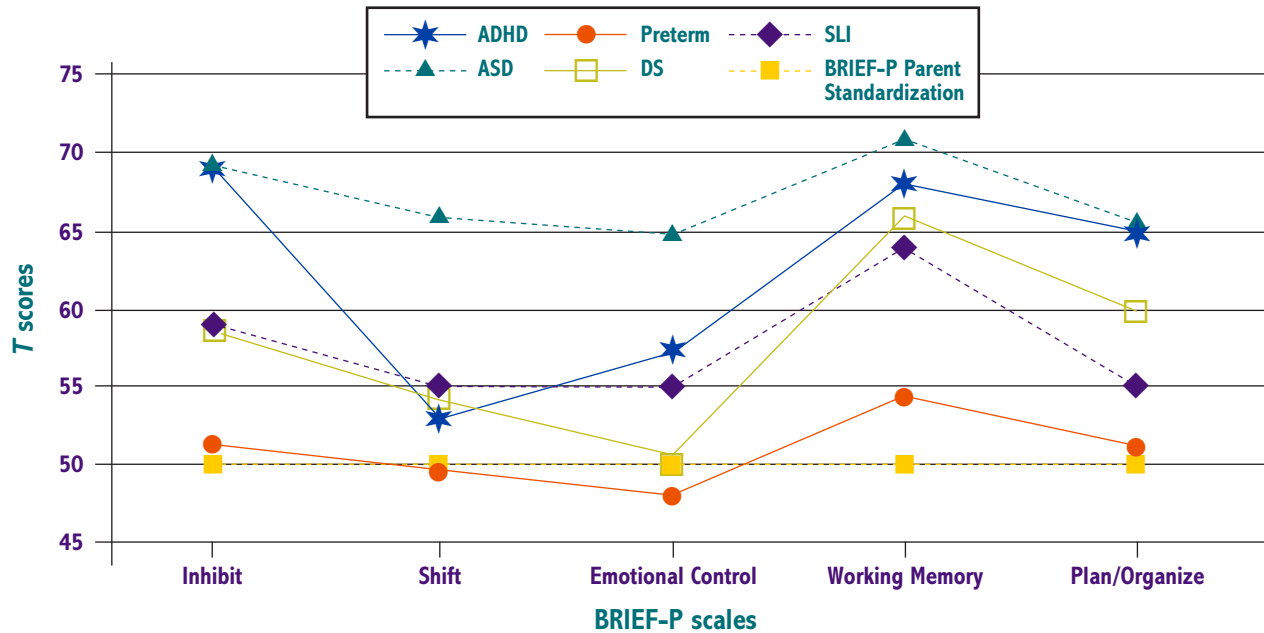 ADHD
Preterm
SLI
ASD
DS
BRIEF–P Parent
Standardization
75
70
65
60
55
50
45
T scores
Inhibit
Shift
Emotional Control
Working Memory
Plan/Organize
BRIEF–P scales